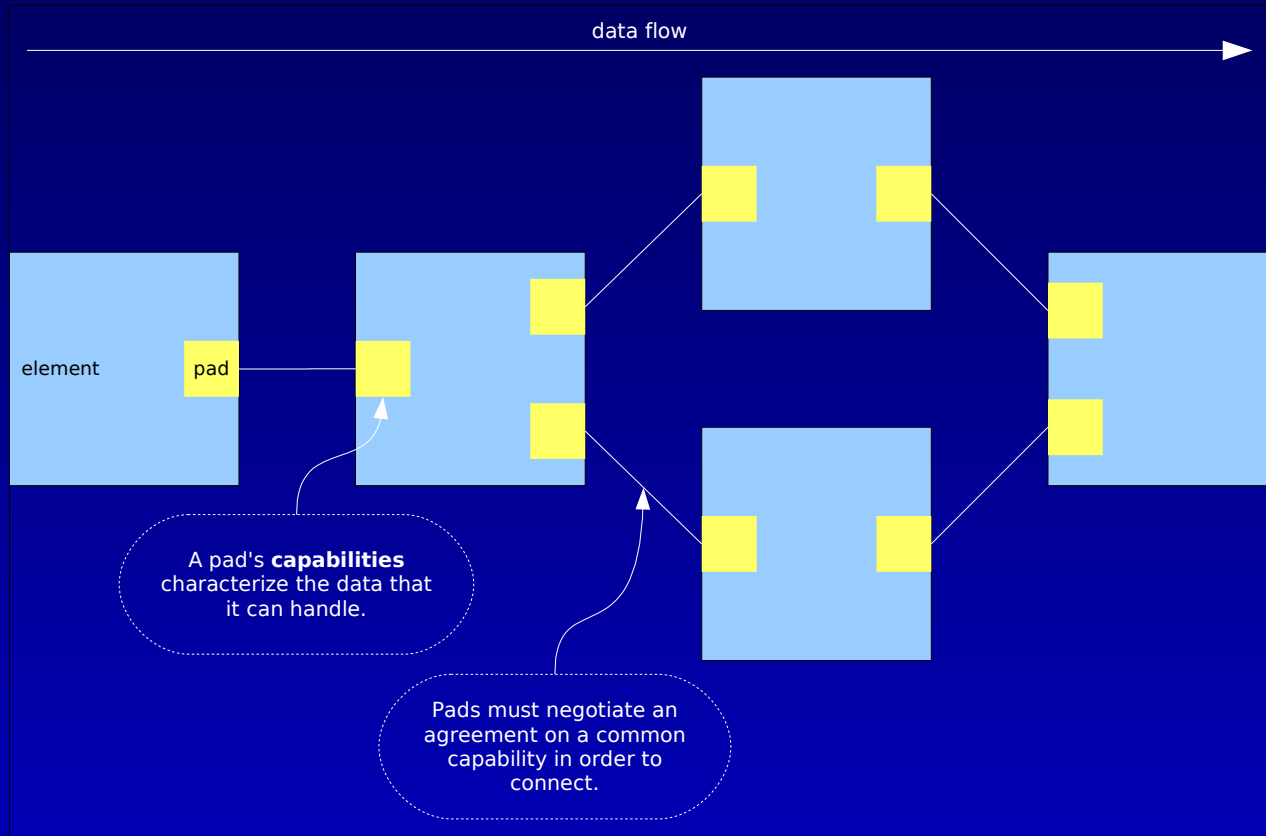 data flow
element
pad
A pad's capabilities
characterize the data that
it can handle.
Pads must negotiate an
agreement on a common
capability in order to
connect.